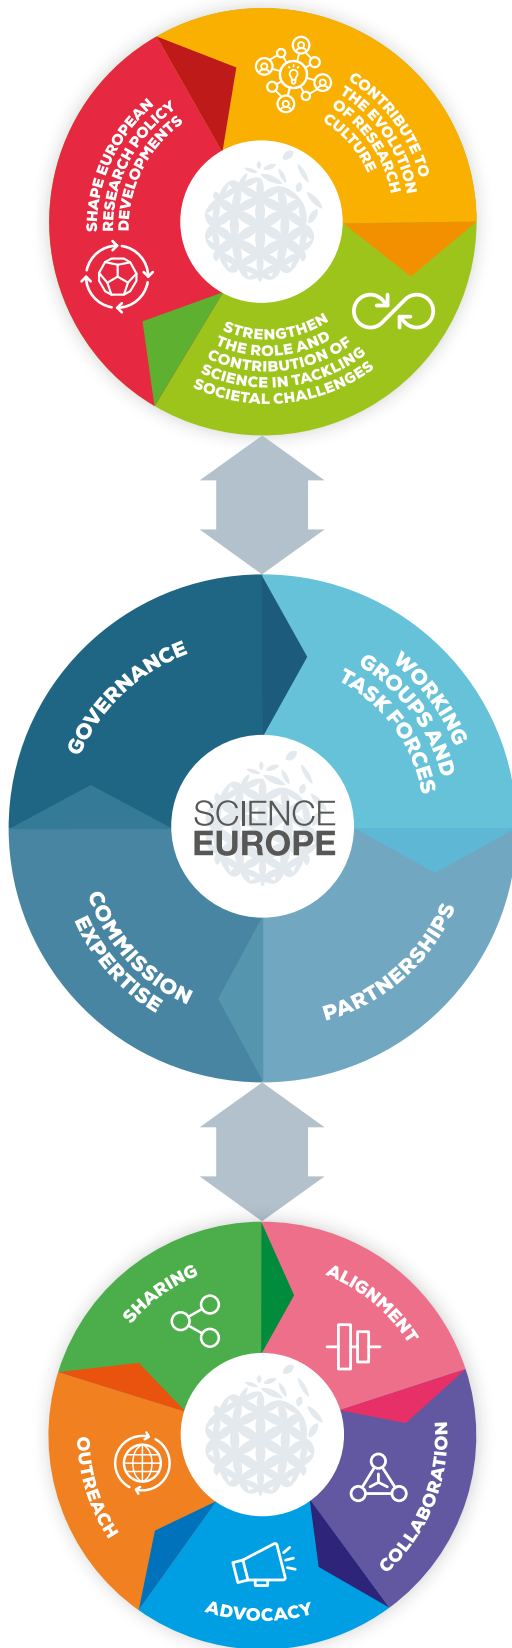 SHAPE EUROPEAN
RESEARCH POLICY
DEVELOPMENTS
CONTRIBUTE TO
THE EVOLUTION
OF RESEARCH
CULTURE
STRENGTHEN
THE ROLE AND
CONTRIBUTION OF
SCIENCE IN TACKLING
SOCIETAL CHALLENGES
GOVERNANCE
WORKING
GROUPS AND
TASK FORCES
SCIENCE
EUROPE
COMMISSION
EXPERTISE
PARTNERSHIPS
SHARING
ALIGNMENT
OUTREACH
COLLABORATION
ADVOCACY